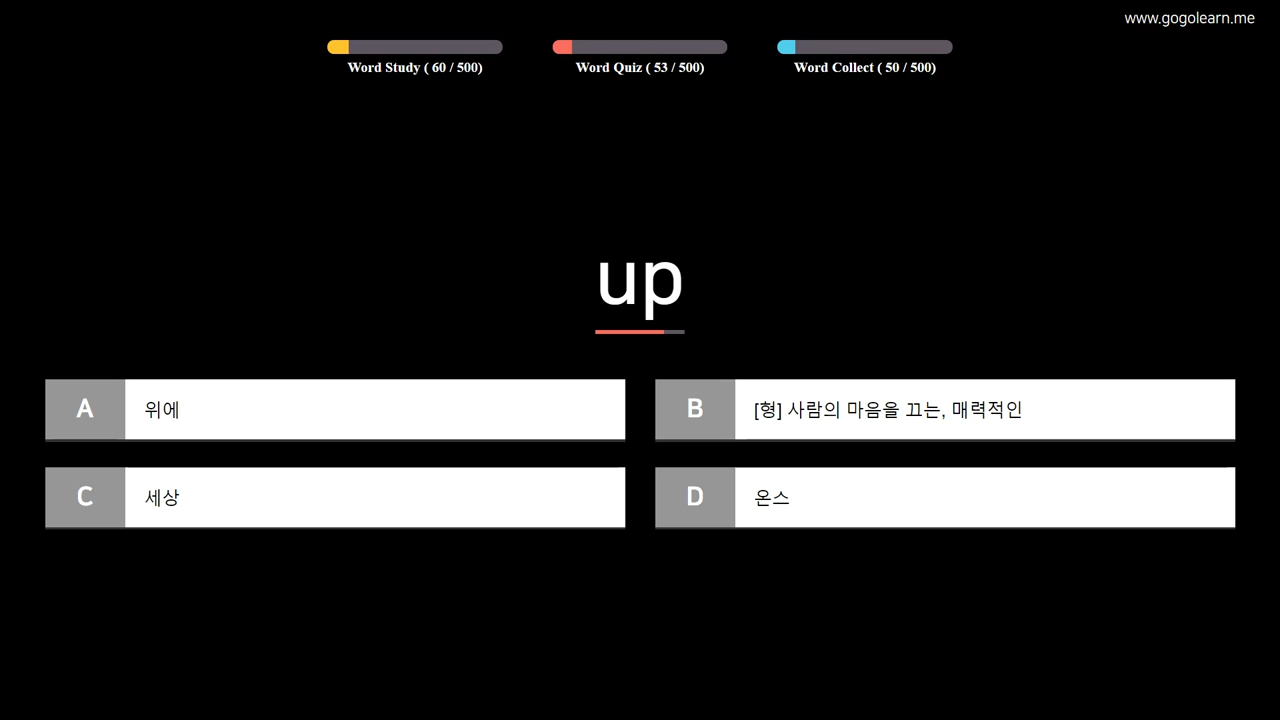 www.gogolearn.me
Word Study ( 60 / 500)
Word Quiz ( 53 / 500)
Word Collect ( 50 / 500)
up
A 위에
B [형] 사람의 마음을 끄는, 매력적인
C 세상
D 온스